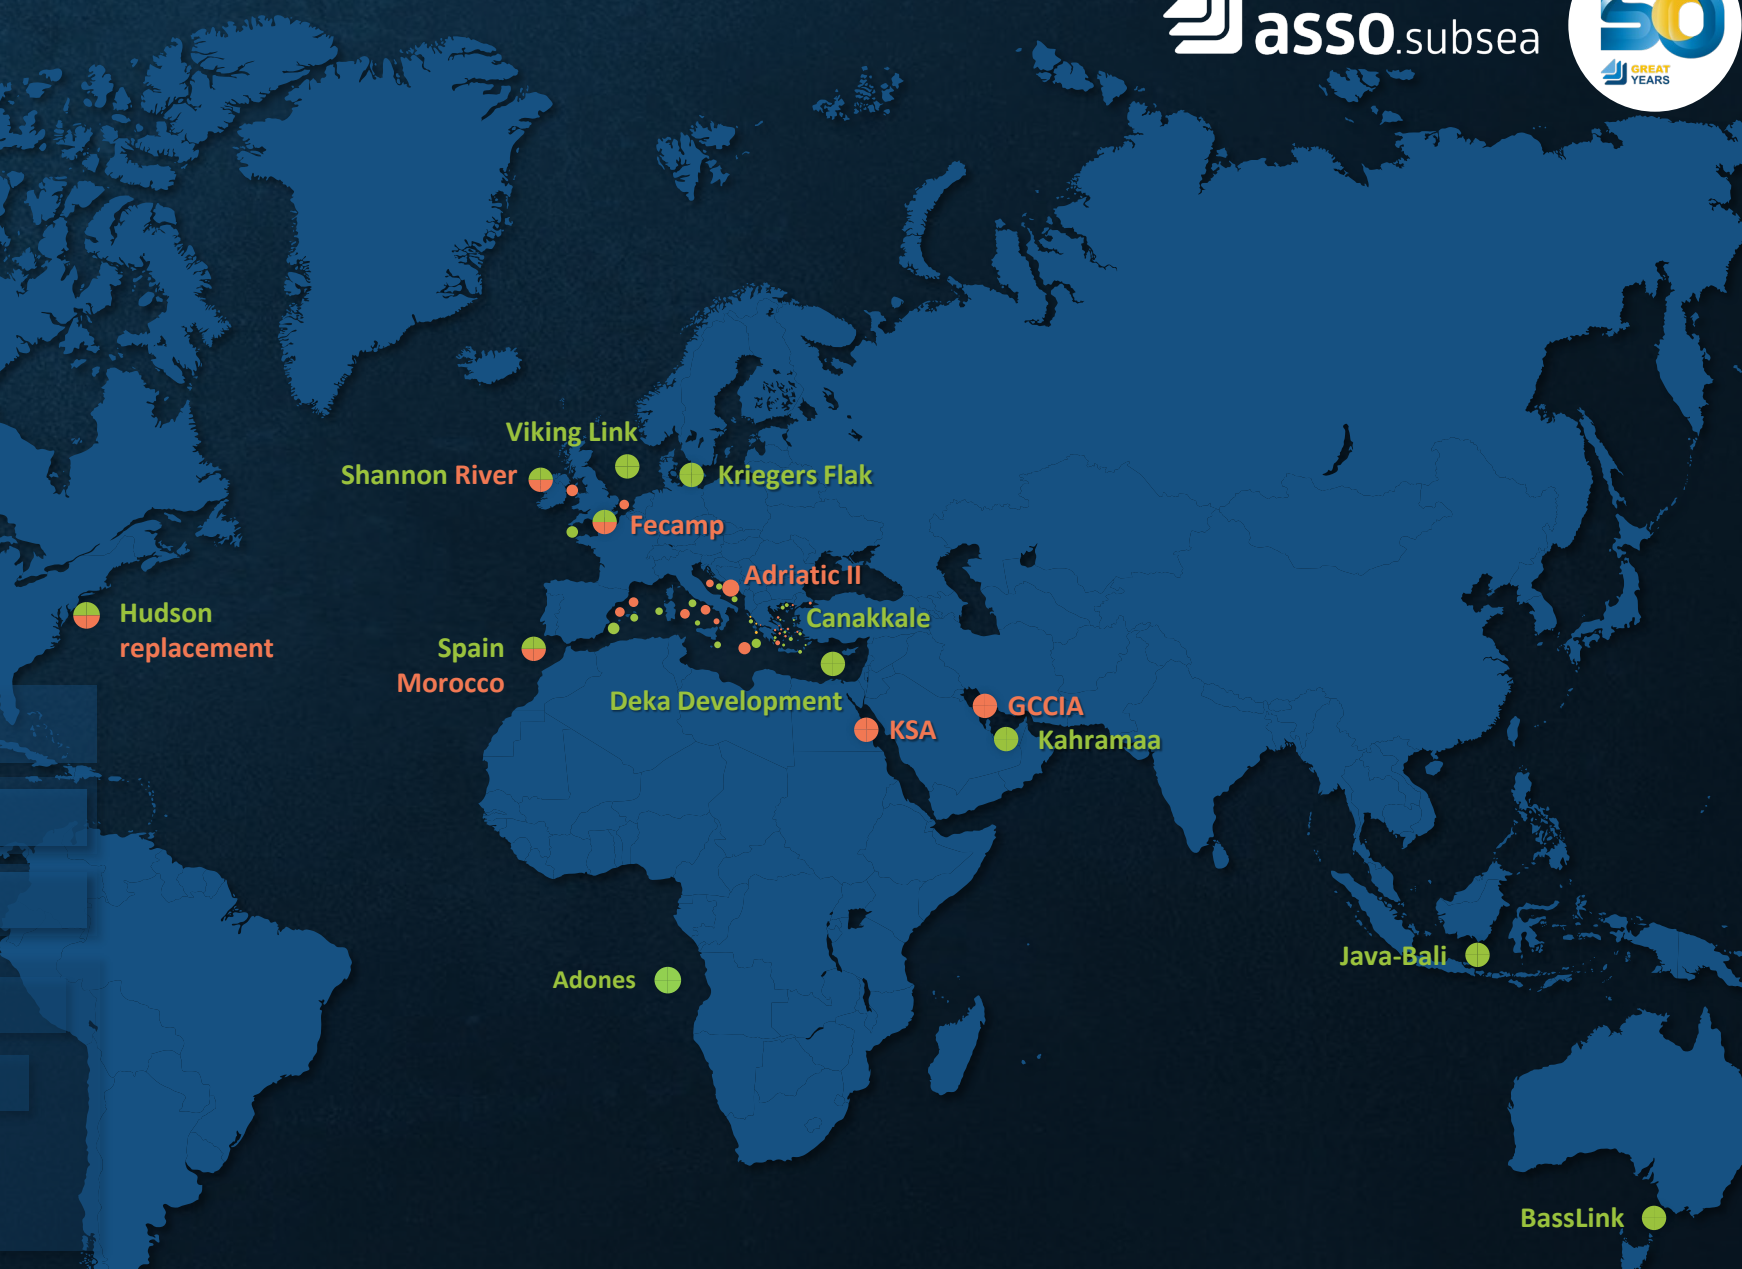 asso.subsea
50
GREAT
YEARS
Viking Link
Shannon River
Kriegers Flak
Fecamp
Adriatic II
Hudson
replacement
Canakkale
Spain
Morocco
Deka Development
GCCIA
KSA
Kahramaa
Java-Bali
Adones
BassLink